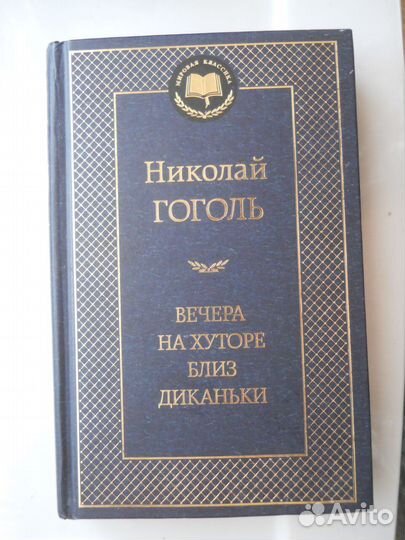 МИРОВАЯ КЛАССИКА
Николай
ГОГОЛЬ
ВЕЧЕРА
НА ХУТОРЕ
БЛИЗ
ДИКАНЬКИ
Avito